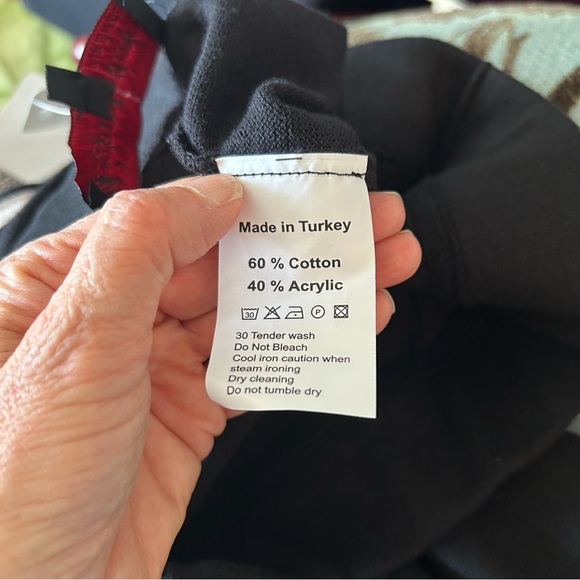 Made in Turkey
60 % Cotton
40 % Acrylic
30 P
30 Tender wash
Do Not Bleach
Cool iron caution when
steam ironing
Dry cleaning
Do not tumble dry